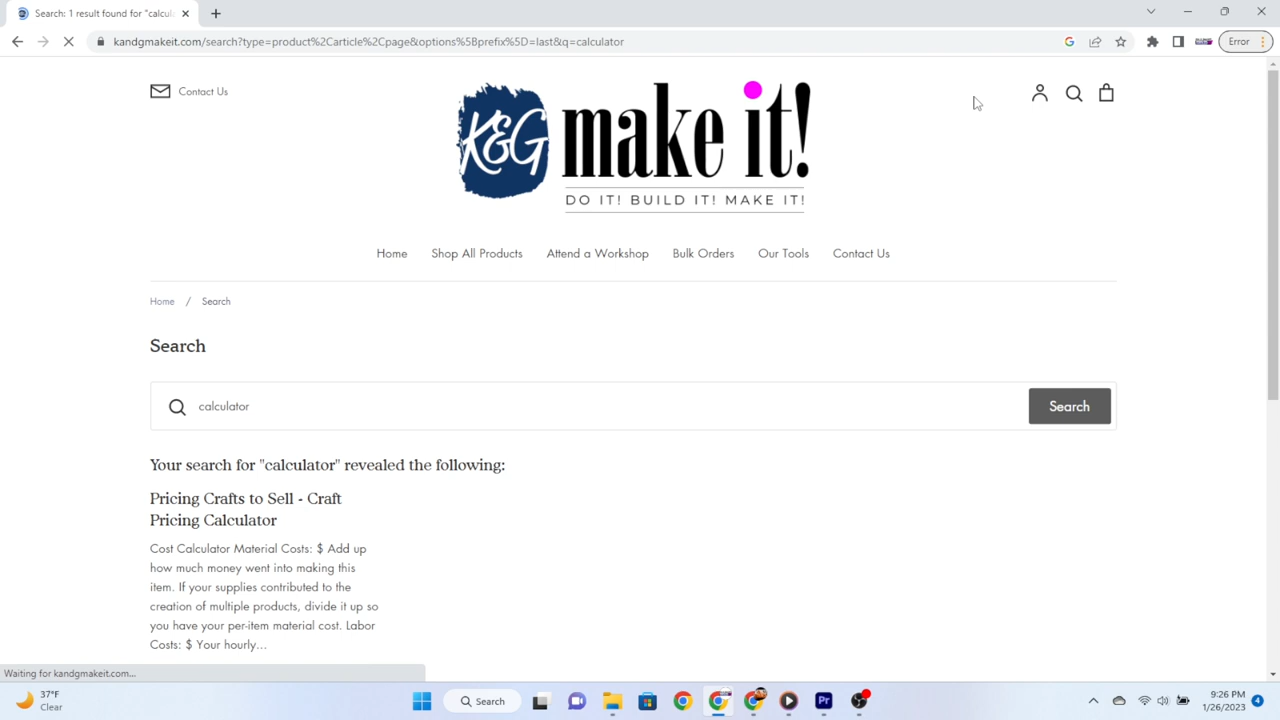 Search: 1 result found for "calcul
kandgmakeit.com/search?type=product%2Carticle%2Cpage&options%5Bprefix%5D=last&q=calculator
Error
Contact Us
K&G make it!
DO IT! BUILD IT! MAKE IT!
Home Shop All Products Attend a Workshop Bulk Orders Our Tools Contact Us
Home / Search
Search
calculator
Search
Your search for "calculator" revealed the following:
Pricing Crafts to Sell - Craft
Pricing Calculator
Cost Calculator Material Costs: $ Add up
how much money went into making this
item. If your supplies contributed to the
creation of multiple products, divide it up so
you have your per-item material cost. Labor
Costs: $ Your hourly...
Waiting for kandgmakeit.com...
37°F
Clear
Search
Pr
9:26 PM
1/26/2023
4